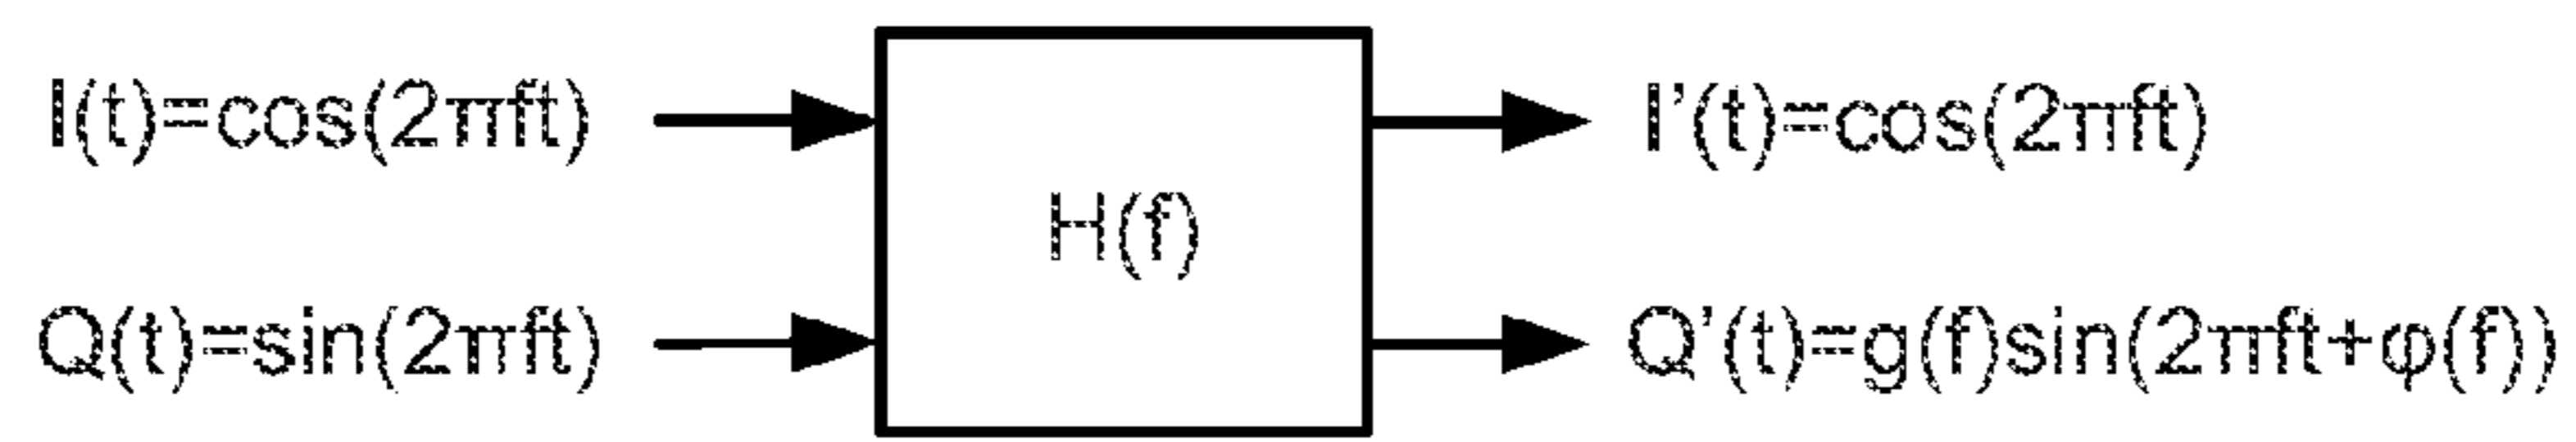 I(t)=cos(2πft)
I'(t)=cos(2πft)
H(f)
Q(t)=sin(2πft)
Q'(t)=g(f)sin(2πft+φ(f))